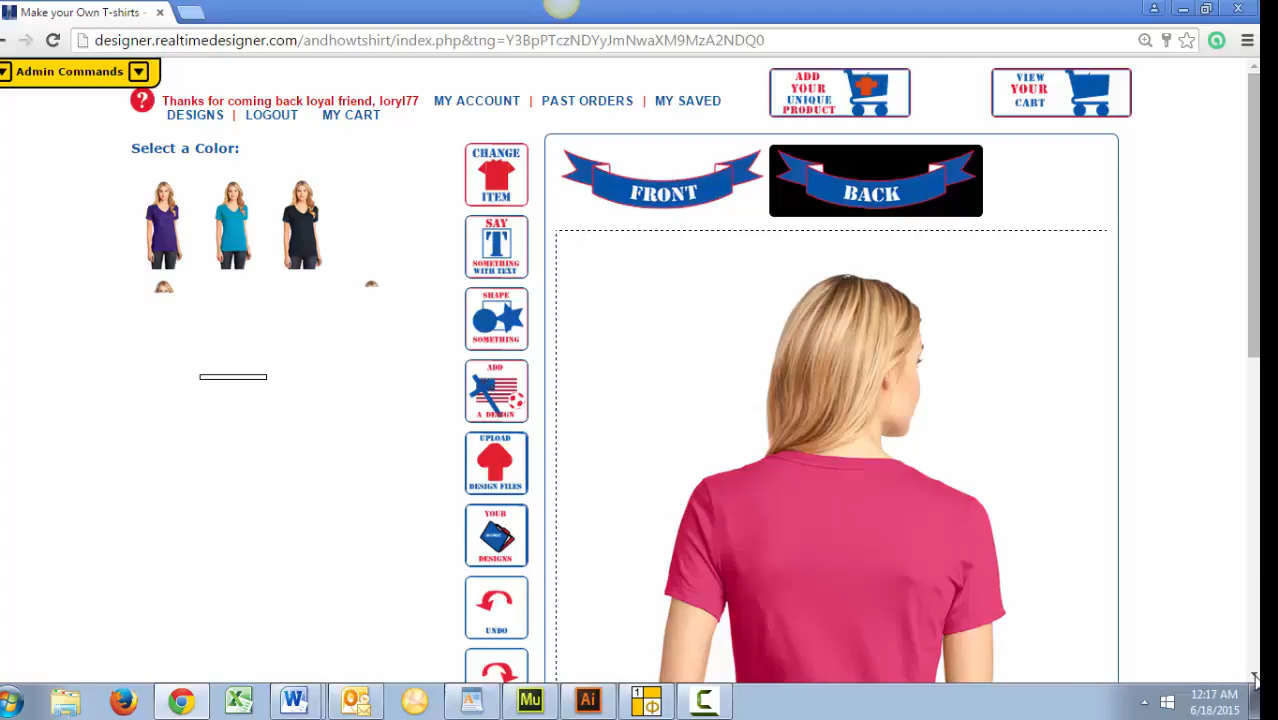 Make your Own T-shirts -
designer.realtimedesigner.com/andhowtshirt/index.php&tng=Y3BpPTczNDYyJmNwaXM9MzA2NDQ0
Admin Commands
Thanks for coming back loyal friend, loryl77 MY ACCOUNT | PAST ORDERS | MY SAVED
DESIGNS | LOGOUT MY CART
ADD
YOUR
UNIQUE
PRODUCT
VIEW
YOUR
CART
Select a Color:
CHANGE
ITEM
FRONT
BACK
SAY
T
SOMETHING
WITH TEXT
SHAPE
SOMETHING
ADD
A DESIGN
UPLOAD
DESIGN FILES
YOUR
DESIGNS
UNDO
Mu
Ai
1
12:17 AM
6/18/2015